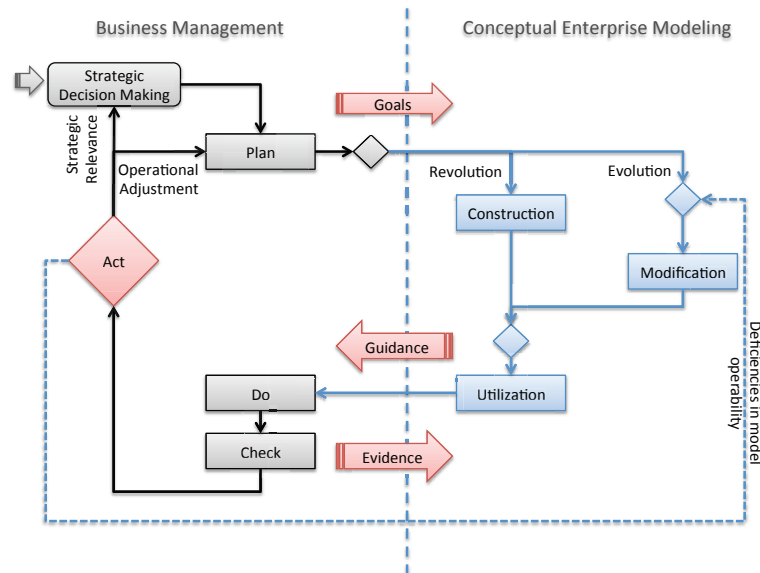 Business Management
Conceptual Enterprise Modeling
Strategic
Decision Making
Goals
Strategic
Relevance
Plan
Operational
Adjustment
Revolution
Evolution
Construction
Act
Modification
Guidance
Deficiencies in model
operability
Do
Utilization
Check
Evidence